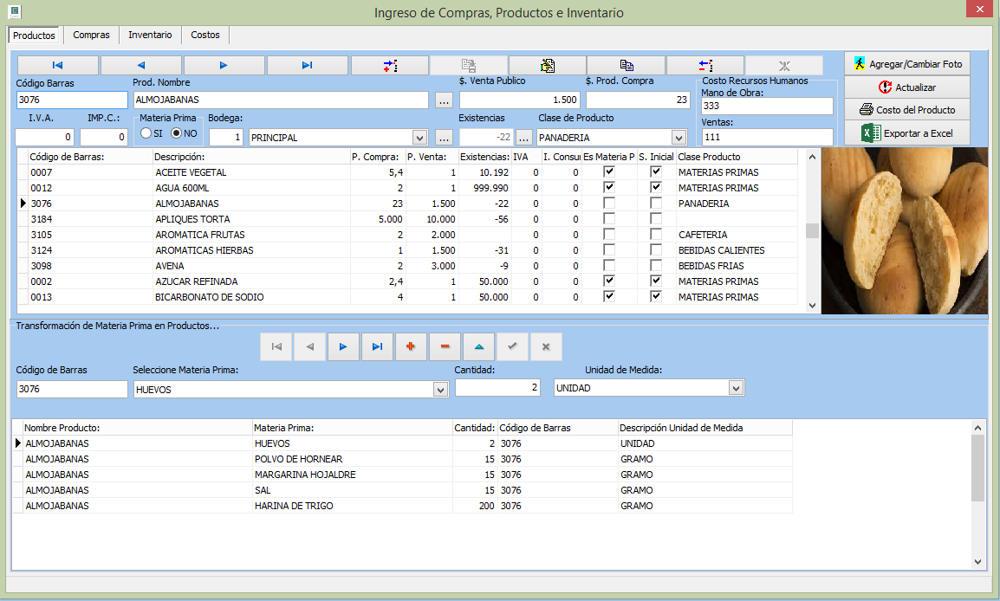 Ingreso de Compras, Productos e Inventario
Productos Compras Inventario Costos
Agregar/Cambiar Foto
Actualizar
Costo del Producto
Exportar a Excel
Código Barras Prod. Nombre $. Venta Publico $. Prod. Compra Costo Recursos Humanos
3076 ALMOJABANAS ... 1.500 23 Mano de Obra:
333
I.V.A. IMP.C.: Materia Prima Bodega: Existencias Clase de Producto Ventas:
0 0 SI NO 1 PRINCIPAL ... -22 ... PANADERIA 111
Código de Barras: Descripción: P. Compra: P. Venta: Existencias: IVA I. Consur Es Materia P S. Inicial Clase Producto
0007 ACEITE VEGETAL 5,4 1 10.192 0 0 MATERIAS PRIMAS
0012 AGUA 600ML 2 1 999.990 0 0 MATERIAS PRIMAS
3076 ALMOJABANAS 23 1.500 -22 0 0 PANADERIA
3184 APLIQUES TORTA 5.000 10.000 -56 0 0
3105 AROMATICA FRUTAS 2 2.000 0 0 CAFETERIA
3124 AROMATICAS HIERBAS 1 1.500 -31 0 0 BEBIDAS CALIENTES
3098 AVENA 2 3.000 -9 0 0 BEBIDAS FRIAS
0002 AZUCAR REFINADA 2,4 1 50.000 0 0 MATERIAS PRIMAS
0013 BICARBONATO DE SODIO 4 1 50.000 0 0 MATERIAS PRIMAS
Transformación de Materia Prima en Productos...
Código de Barras Seleccione Materia Prima: Cantidad: Unidad de Medida:
3076 HUEVOS 2 UNIDAD
Nombre Producto: Materia Prima: Cantidad: Código de Barras Descripción Unidad de Medida
ALMOJABANAS HUEVOS 2 3076 UNIDAD
ALMOJABANAS POLVO DE HORNEAR 15 3076 GRAMO
ALMOJABANAS MARGARINA HOJALDRE 15 3076 GRAMO
ALMOJABANAS SAL 15 3076 GRAMO
ALMOJABANAS HARINA DE TRIGO 200 3076 GRAMO